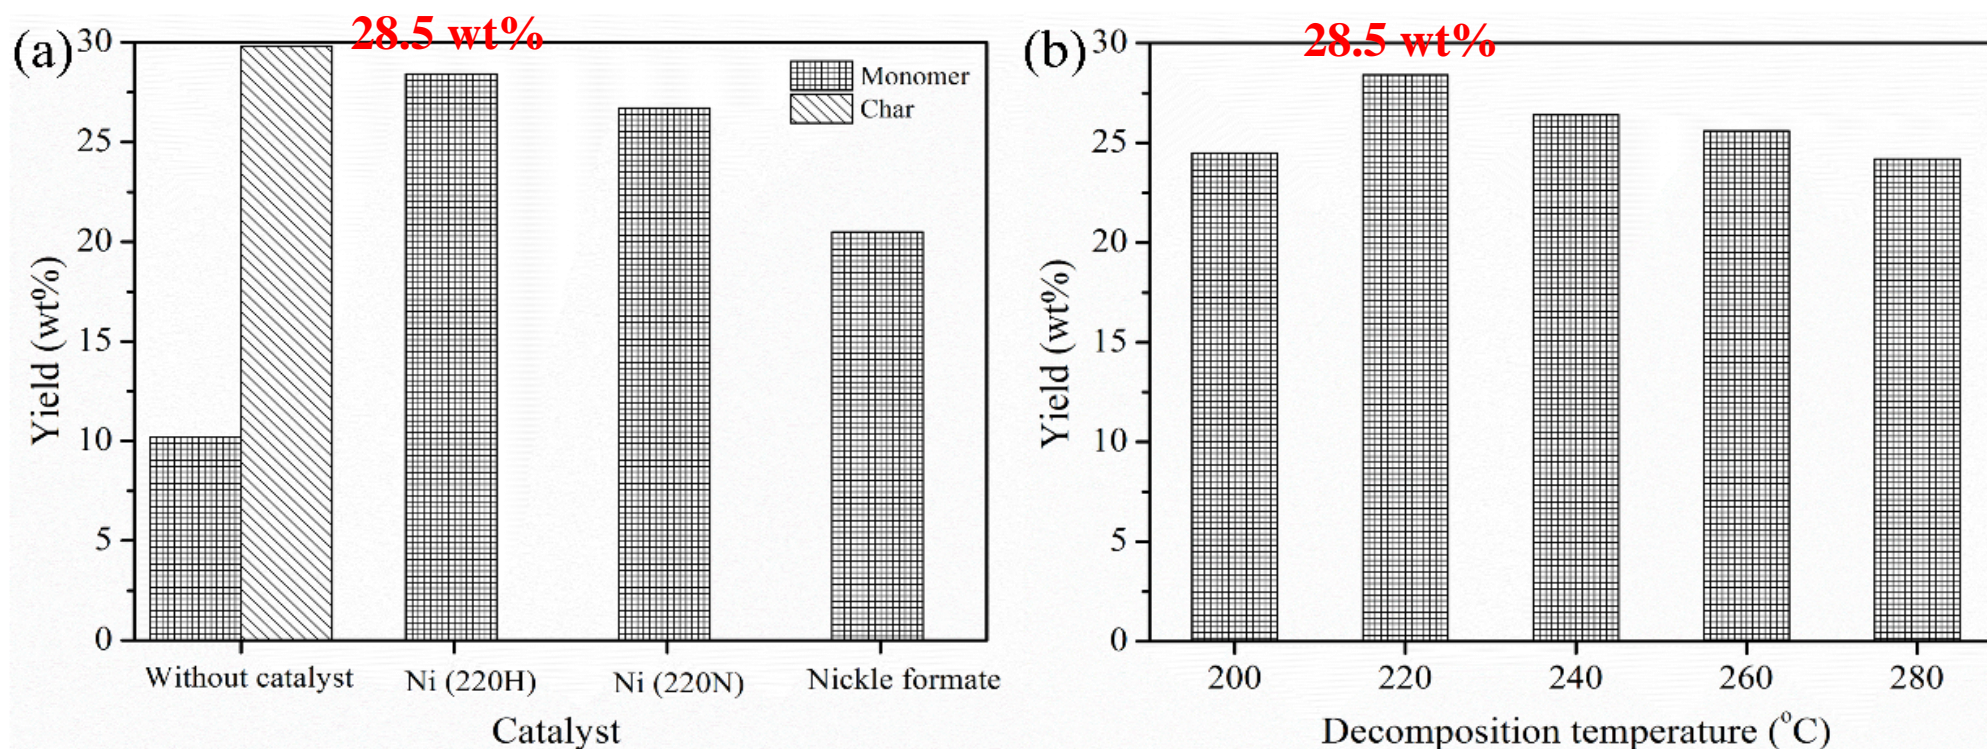 (a)
28.5 wt%
Monomer
Char
Yield (wt%)
30
25
20
15
10
5
0
Without catalyst
Ni (220H)
Ni (220N)
Nickle formate
Catalyst
(b)
28.5 wt%
Yield (wt%)
30
25
20
15
10
5
0
200
220
240
260
280
Decomposition temperature (°C)